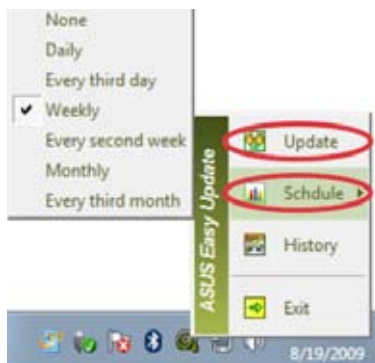 None
Daily
Every third day
Weekly
Every second week
Monthly
Every third month
ASUS Easy Update
Update
Schdule
History
Exit
8/19/2009